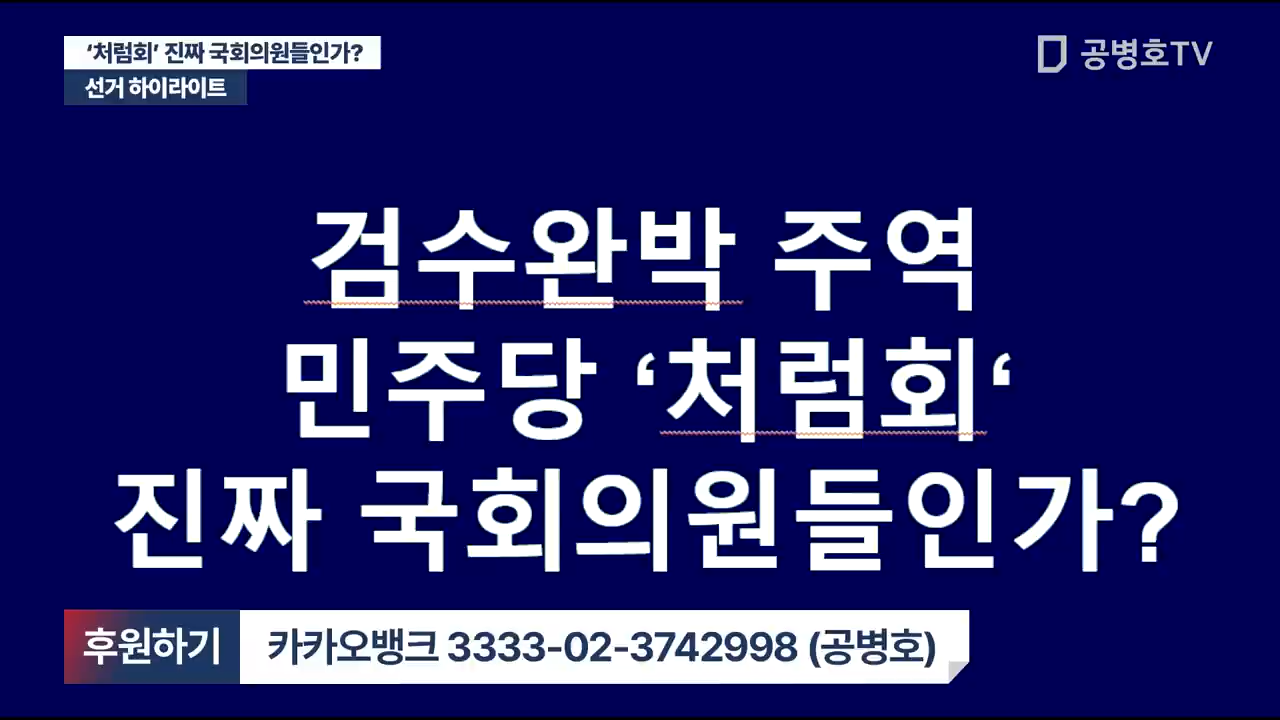 ‘처럼회’ 진짜 국회의원들인가?
선거 하이라이트
공병호TV
검수완박 주역
민주당 ‘처럼회‘
진짜 국회의원들인가?
후원하기 카카오뱅크 3333-02-3742998 (공병호)